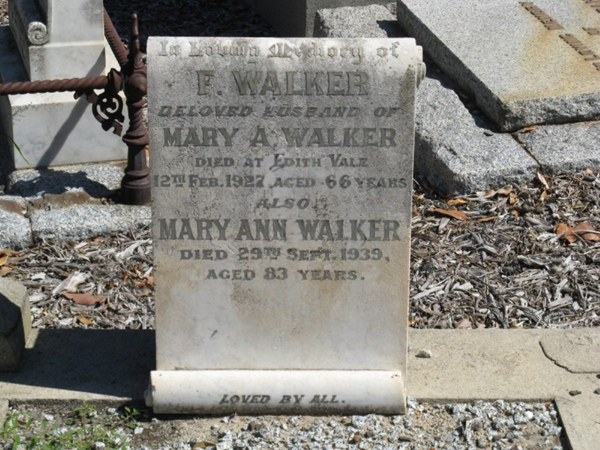 In Loving Memory of
F. WALKER
BELOVED HUSBAND OF
MARY A. WALKER
DIED AT EDITH VALE
12TH FEB. 1927, AGED 66 YEARS
ALSO
MARY ANN WALKER
DIED 29TH SEPT. 1939,
AGED 83 YEARS.
LOVED BY ALL.